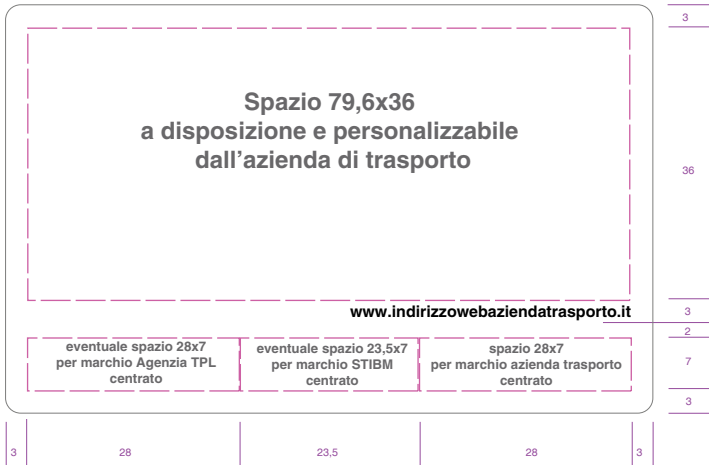 3
Spazio 79,6x36
a disposizione e personalizzabile
dall'azienda di trasporto
36
www.indirizzowebaziendatrasporto.it
3
2
eventuale spazio 28x7
per marchio Agenzia TPL
centrato
eventuale spazio 23,5x7
per marchio STIBM
centrato
spazio 28x7
per marchio azienda trasporto
centrato
7
3
3
28
23,5
28
3